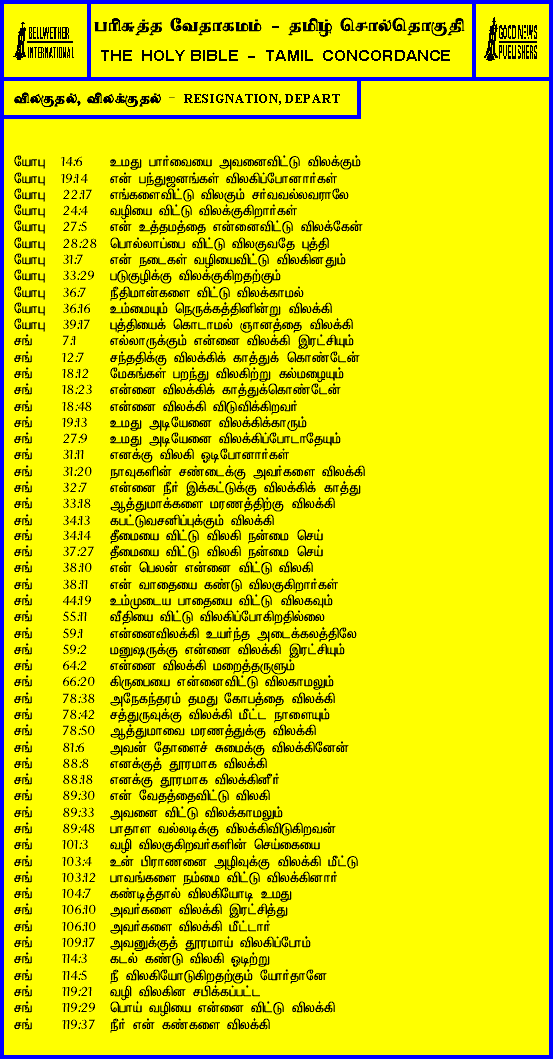 BELLWETHER
INTERNATIONAL
பரிசுத்த வேதாகமம் – தமிழ் சொல்தொகுதி
THE HOLY BIBLE – TAMIL CONCORDANCE
GOOD NEWS
PUBLISHERS
விலகுதல், விலக்குதல் – RESIGNATION, DEPART
யோபு 14:6 உமது பார்வையை அவனைவிட்டு விலக்கும்
யோபு 19:14 என் பந்துஜனங்கள் விலகிப்போனார்கள்
யோபு 22:17 எங்களைவிட்டு விலகும் சர்வவல்லவராலே
யோபு 24:4 வழியை விட்டு விலக்குகிறார்கள்
யோபு 27:5 என் உத்தமத்தை என்னைவிட்டு விலக்கேன்
யோபு 28:28 பொல்லாப்பை விட்டு விலகுவதே புத்தி
யோபு 31:7 என் நடைகள் வழியைவிட்டு விலகினதும்
யோபு 33:29 படுகுழிக்கு விலக்குகிறதற்கும்
யோபு 36:7 நீதிமான்களை விட்டு விலக்காமல்
யோபு 36:16 உம்மையும் நெருக்கத்தினின்று விலக்கி
யோபு 39:17 புத்தியைக் கொடாமல் ஞானத்தை விலக்கி
சங் 7:1 எல்லாருக்கும் என்னை விலக்கி இரட்சியும்
சங் 12:7 சந்ததிக்கு விலக்கிக் காத்துக் கொண்டேன்
சங் 18:12 மேகங்கள் பறந்து விலகிற்று கல்மழையும்
சங் 18:23 என்னை விலக்கிக் காத்துக்கொண்டேன்
சங் 18:48 என்னை விலக்கி விடுவிக்கிறவர்
சங் 19:13 உமது அடியேனை விலக்கிக்காரும்
சங் 27:9 உமது அடியேனை விலக்கிப்போடாதேயும்
சங் 31:11 எனக்கு விலகி ஓடிபோனார்கள்
சங் 31:20 நாவுகளின் சண்டைக்கு அவர்களை விலக்கி
சங் 32:7 என்னை நீர் இக்கட்டுக்கு விலக்கிக் காத்து
சங் 33:18 ஆத்துமாக்களை மரணத்திற்கு விலக்கி
சங் 34:13 கபட்டுவசனிப்புக்கும் விலக்கி
சங் 34:14 தீமையை விட்டு விலகி நன்மை செய்
சங் 37:27 தீமையை விட்டு விலகி நன்மை செய்
சங் 38:10 என் பெலன் என்னை விட்டு விலகி
சங் 38:11 என் வாதையை கண்டு விலகுகிறார்கள்
சங் 44:19 உம்முடைய பாதையை விட்டு விலகவும்
சங் 55:11 வீதியை விட்டு விலகிப்போகிறதில்லை
சங் 59:1 என்னைவிலக்கி உயர்ந்த அடைக்கலத்திலே
சங் 59:2 மனுஷருக்கு என்னை விலக்கி இரட்சியும்
சங் 64:2 என்னை விலக்கி மறைத்தருளும்
சங் 66:20 கிருபையை என்னைவிட்டு விலகாமலும்
சங் 78:38 அநேகந்தரம் தமது கோபத்தை விலக்கி
சங் 78:42 சத்துருவுக்கு விலக்கி மீட்ட நாளையும்
சங் 78:50 ஆத்துமாவை மரணத்துக்கு விலக்கி
சங் 81:6 அவன் தோளைச் சுமைக்கு விலக்கினேன்
சங் 88:8 எனக்குத் தூரமாக விலக்கி
சங் 88:18 எனக்கு தூரமாக விலக்கினீர்
சங் 89:30 என் வேதத்தைவிட்டு விலகி
சங் 89:33 அவனை விட்டு விலக்காமலும்
சங் 89:48 பாதாள வல்லடிக்கு விலக்கிவிடுகிறவன்
சங் 101:3 வழி விலகுகிறவர்களின் செய்கையை
சங் 103:4 உன் பிராணனை அழிவுக்கு விலக்கி மீட்டு
சங் 103:12 பாவங்களை நம்மை விட்டு விலக்கினார்
சங் 104:7 கண்டித்தால் விலகியோடி உமது
சங் 106:10 அவர்களை விலக்கி இரட்சித்து
சங் 106:10 அவர்களை விலக்கி மீட்டார்
சங் 109:17 அவனுக்குத் தூரமாய் விலகிப்போம்
சங் 114:3 கடல் கண்டு விலகி ஓடிற்று
சங் 114:5 நீ விலகியோடுகிறதற்கும் யோர்தானே
சங் 119:21 வழி விலகின சபிக்கப்பட்ட
சங் 119:29 பொய் வழியை என்னை விட்டு விலக்கி
சங் 119:37 நீர் என் கண்களை விலக்கி